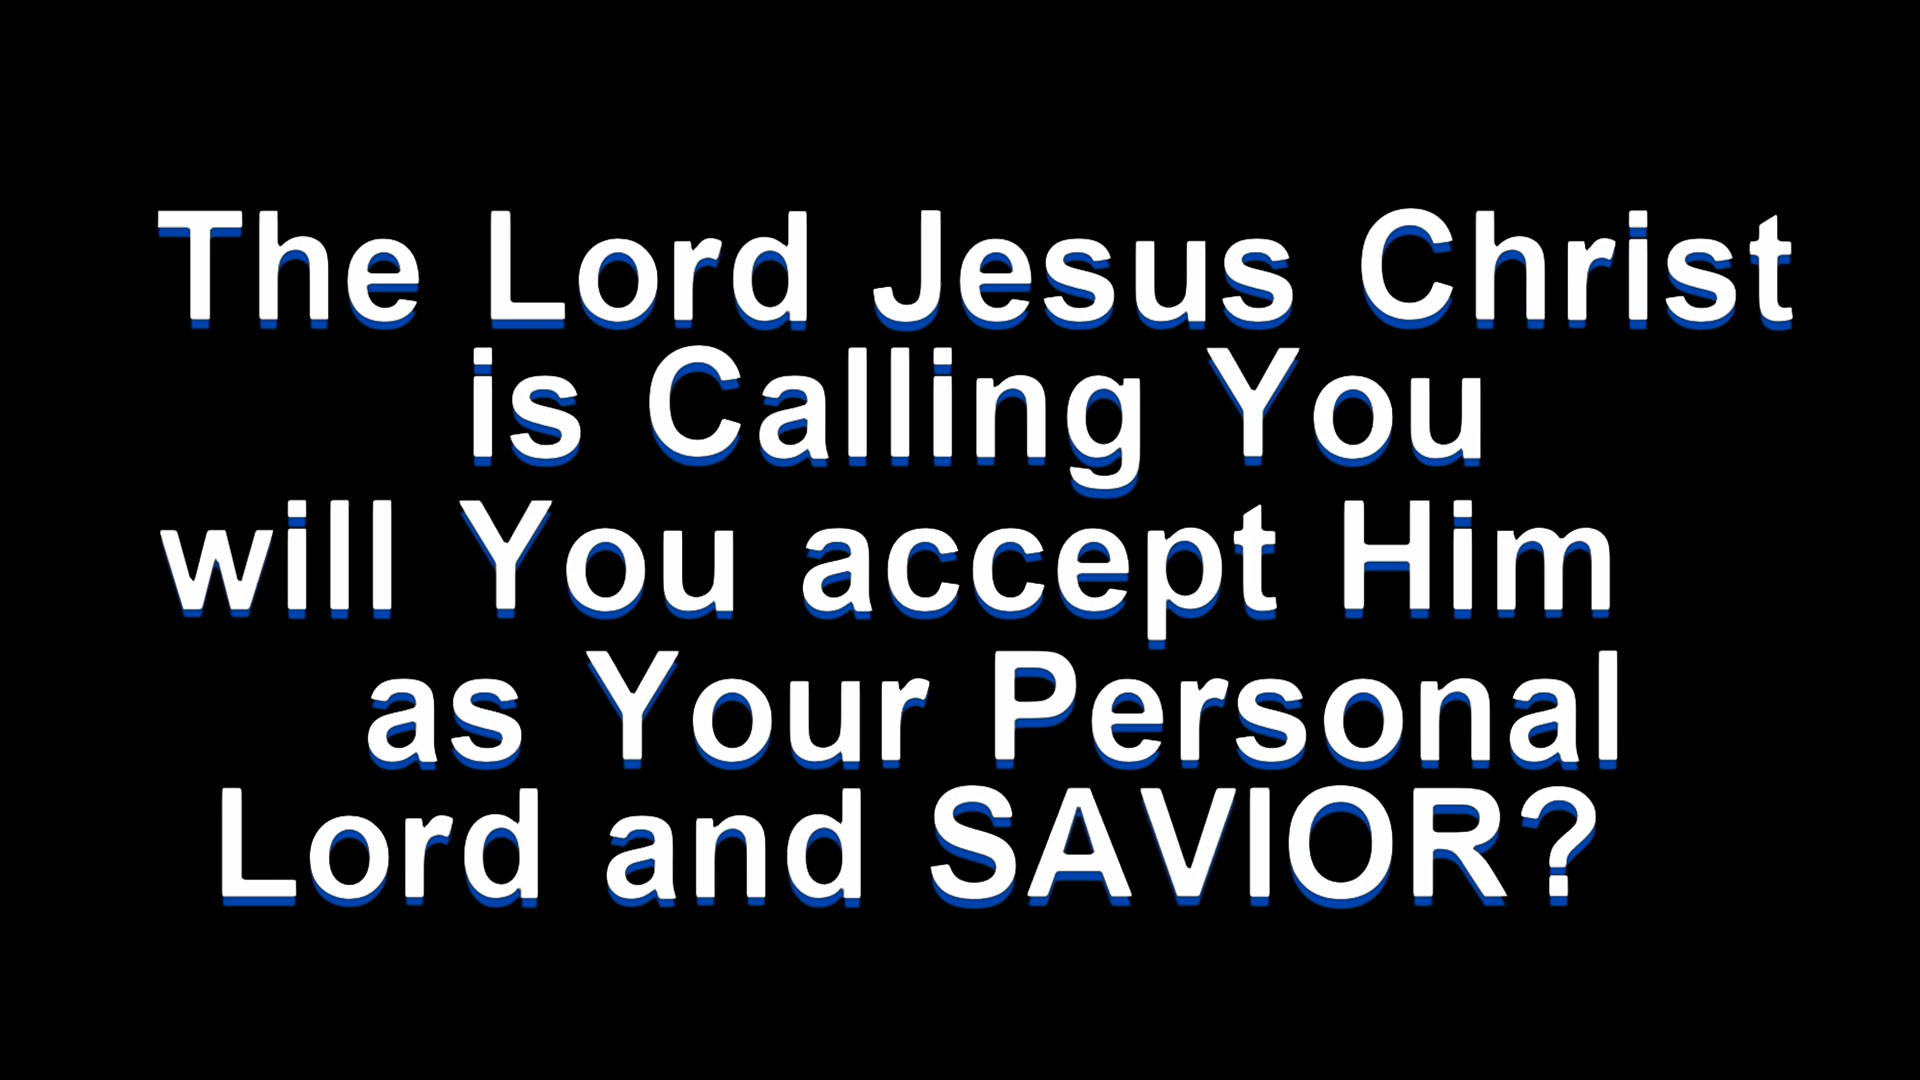 The Lord Jesus Christ
is Calling You
will You accept Him
as Your Personal
Lord and SAVIOR?